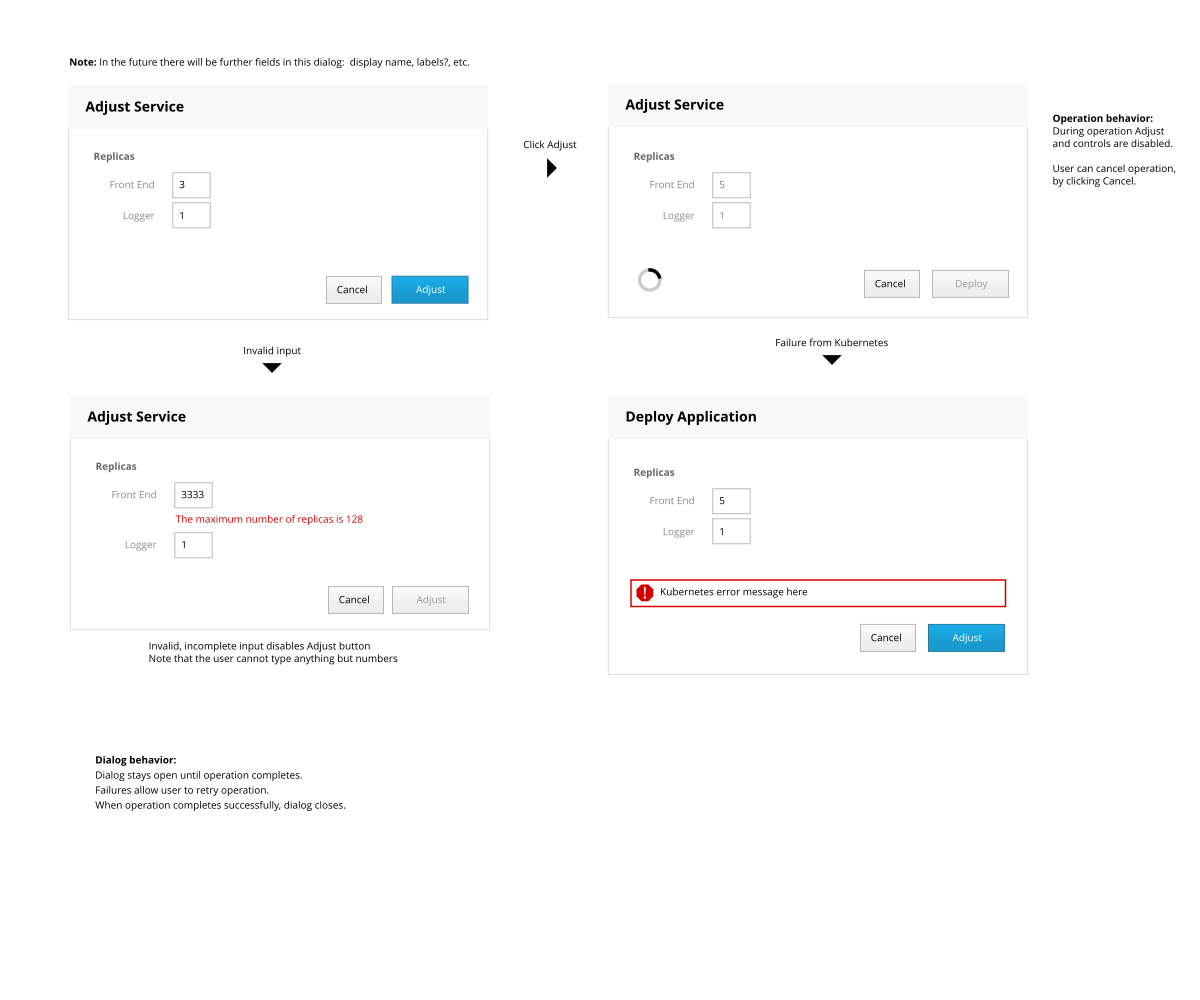 Note: In the future there will be further fields in this dialog: display name, labels?, etc.
Adjust Service
Replicas
Front End 3
Logger 1
Cancel Adjust
Click Adjust
Adjust Service
Replicas
Front End 5
Logger 1
Cancel Deploy
Operation behavior:
During operation Adjust
and controls are disabled.
User can cancel operation,
by clicking Cancel.
Invalid input
Adjust Service
Replicas
Front End 3333
The maximum number of replicas is 128
Logger 1
Cancel Adjust
Invalid, incomplete input disables Adjust button
Note that the user cannot type anything but numbers
Failure from Kubernetes
Deploy Application
Replicas
Front End 5
Logger 1
! Kubernetes error message here
Cancel Adjust
Dialog behavior:
Dialog stays open until operation completes.
Failures allow user to retry operation.
When operation completes successfully, dialog closes.